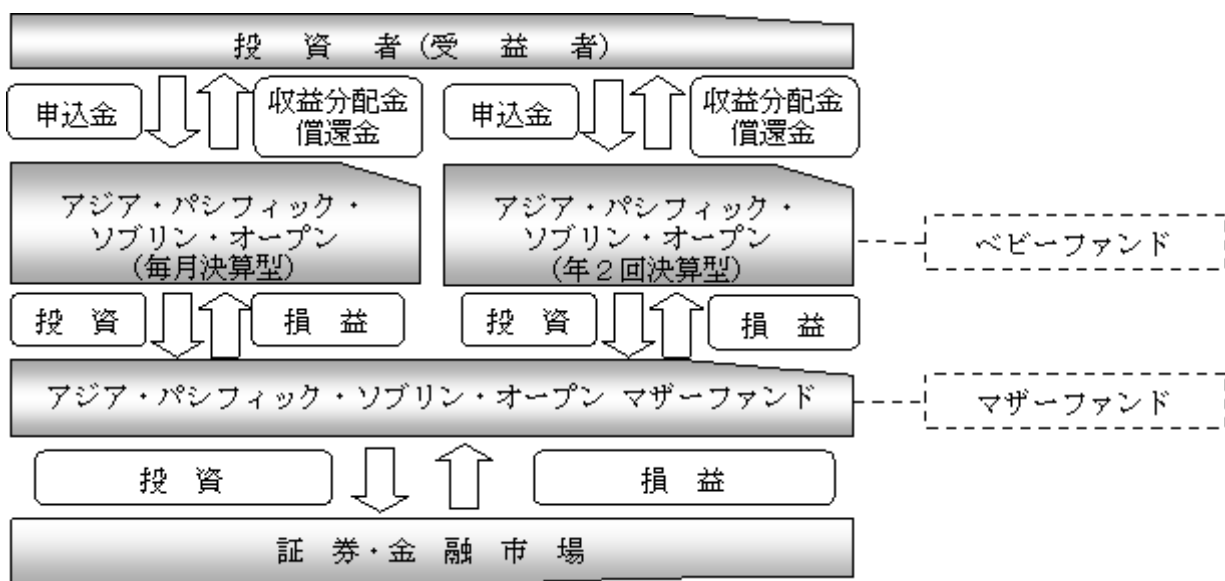 投資者(受益者)
申込金
収益分配金
償還金
申込金
収益分配金
償還金
アジア・パシフィック・
ソブリン・オープン
(毎月決算型)
アジア・パシフィック・
ソブリン・オープン
(年2回決算型)
ベビーファンド
投資
損益
投資
損益
アジア・パシフィック・ソブリン・オープン マザーファンド
マザーファンド
投資
損益
証券・金融市場